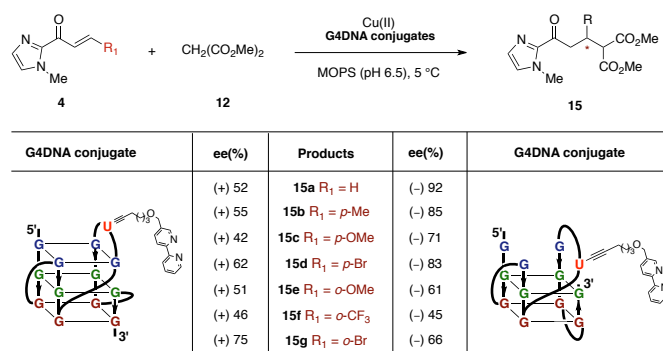 O
R₁
N
N
Me
4
+
CH₂(CO₂Me)₂
12
Cu(II)
G4DNA conjugates
MOPS (pH 6.5), 5 °C
O
R
*
CO₂Me
CO₂Me
N
N
Me
15
G4DNA conjugate ee(%) Products ee(%) G4DNA conjugate
(+) 52 15a R₁ = H (–) 92
(+) 55 15b R₁ = p-Me (–) 85
(+) 42 15c R₁ = p-OMe (–) 71
(+) 62 15d R₁ = p-Br (–) 83
(+) 51 15e R₁ = o-OMe (–) 61
(+) 46 15f R₁ = o-CF₃ (–) 45
(+) 75 15g R₁ = o-Br (–) 66
5'
U
( )₃ O
N
N
G G
G G
G G
G G
G G
G G
3'
5'
G G
U
( )₃ O
N
N
G G
3'
G G
G G
G G
G G